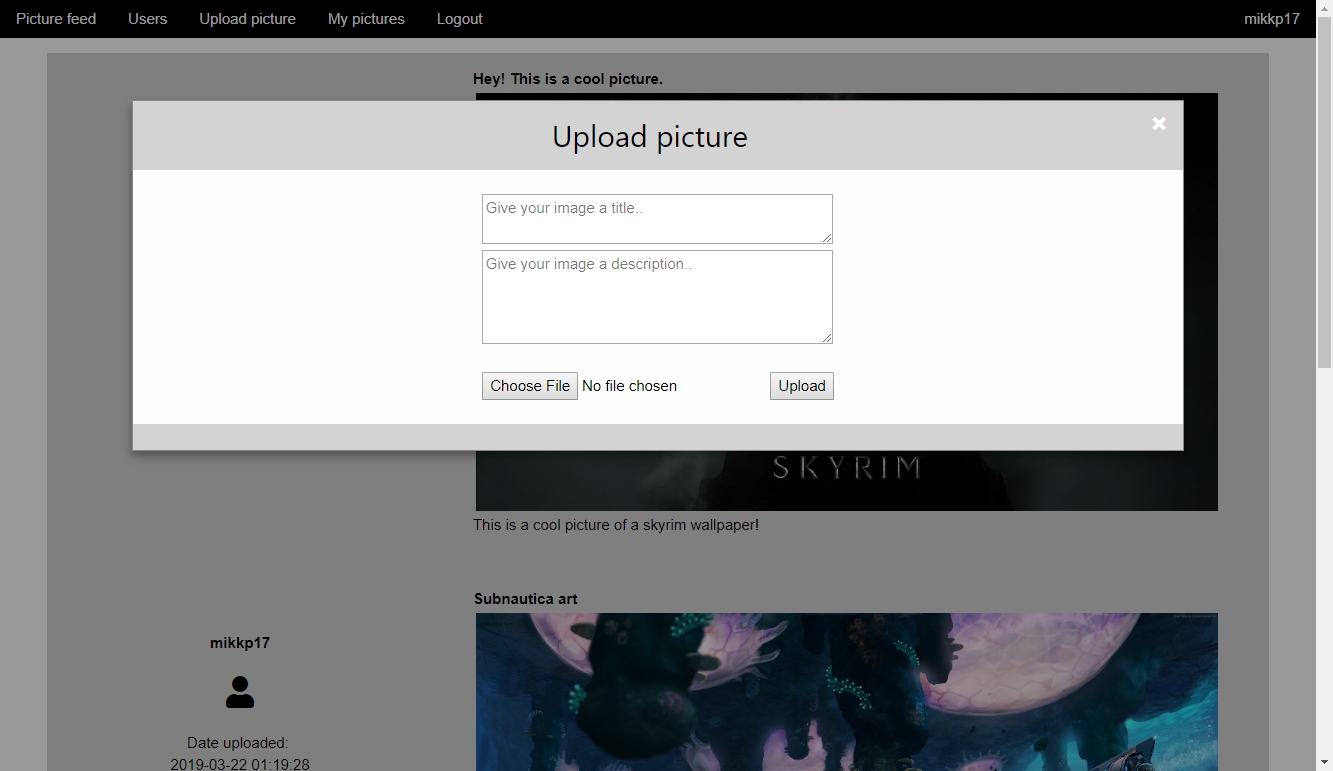 Picture feed Users Upload picture My pictures Logout mikkp17
Hey! This is a cool picture.
Upload picture
Give your image a title..
Give your image a description..
Choose File No file chosen Upload
SKYRIM
This is a cool picture of a skyrim wallpaper!
Subnautica art
mikkp17
Date uploaded:
2019-03-22 01:19:28